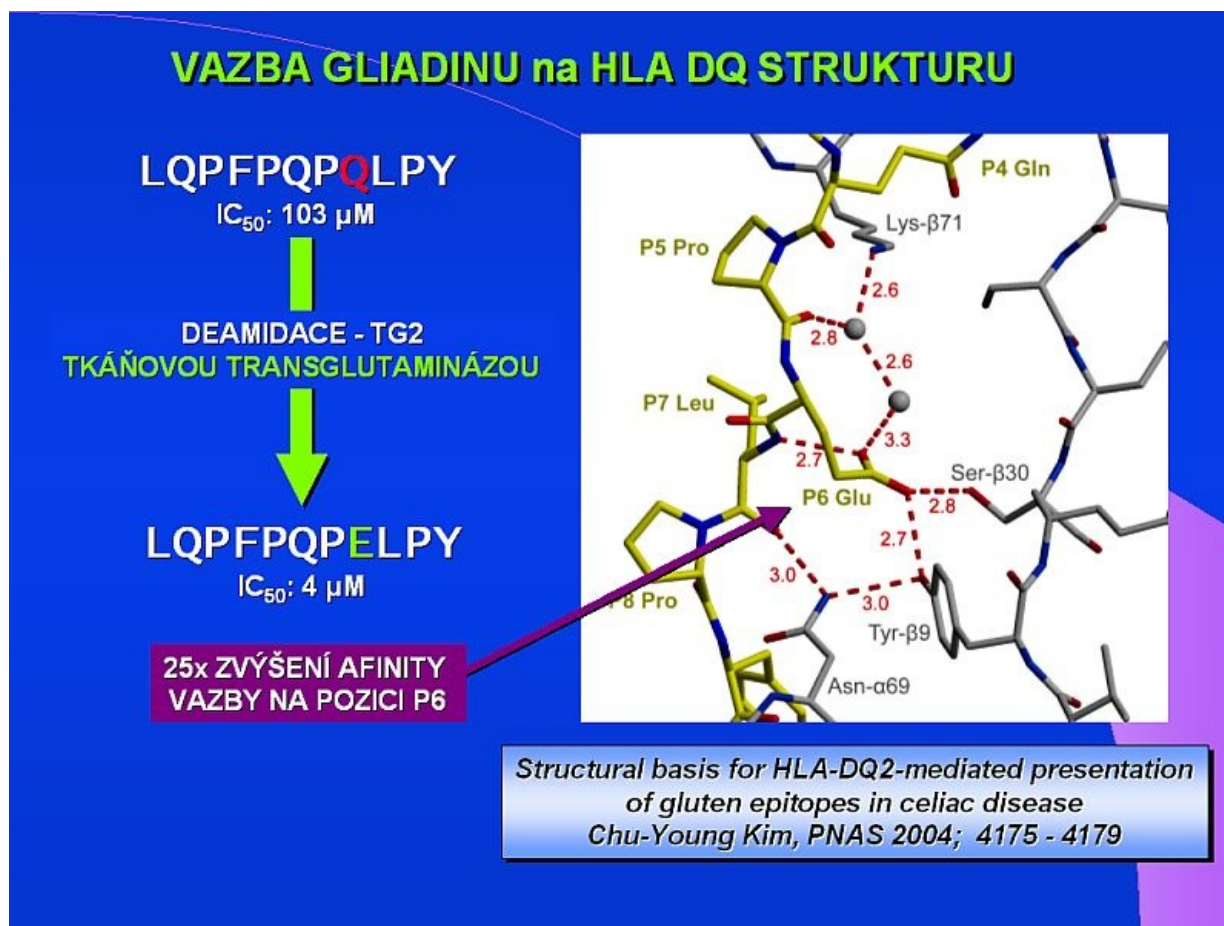 VAZBA GLIADINU na HLA DQ STRUKTURU
LQPFPQPQLPY
IC50: 103 µM
DEAMIDACE - TG2
TKÁŇOVOU TRANSGLUTAMINÁZOU
LQPFPQPELPY
IC50: 4 µM
25x ZVÝŠENÍ AFINITY
VAZBY NA POZICI P6
P4 Gln
Lys-β71
P5 Pro
2.6
2.8
2.6
P7 Leu
3.3
2.7
P6 Glu
Ser-β30
2.8
2.7
3.0
3.0
P8 Pro
Tyr-β9
Asn-α69
Structural basis for HLA-DQ2-mediated presentation
of gluten epitopes in celiac disease
Chu-Young Kim, PNAS 2004; 4175 - 4179